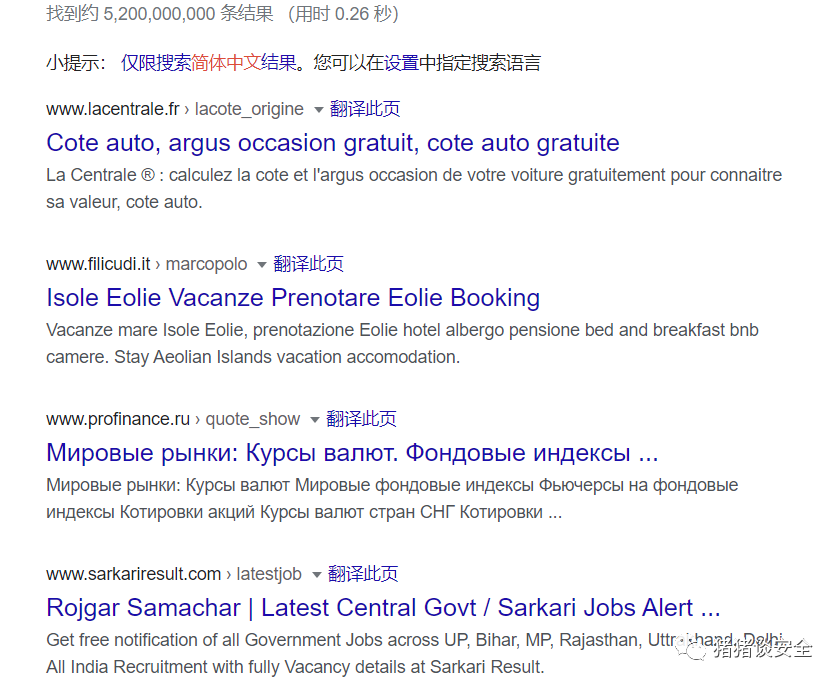 找到约 5,200,000,000 条结果 （用时 0.26 秒）
小提示： 仅限搜索简体中文结果。您可以在设置中指定搜索语言
www.lacentrale.fr › lacote_origine ▼ 翻译此页
Cote auto, argus occasion gratuit, cote auto gratuite
La Centrale ® : calculez la cote et l'argus occasion de votre voiture gratuitement pour connaitre
sa valeur, cote auto.
www.filicudi.it › marcopolo ▼ 翻译此页
Isole Eolie Vacanze Prenotare Eolie Booking
Vacanze mare Isole Eolie, prenotazione Eolie hotel albergo pensione bed and breakfast bnb
camere. Stay Aeolian Islands vacation accomodation.
www.profinance.ru › quote_show ▼ 翻译此页
Мировые рынки: Курсы валют. Фондовые индексы ...
Мировые рынки: Курсы валют Мировые фондовые индексы Фьючерсы на фондовые
индексы Котировки акций Курсы валют стран СНГ Котировки ...
www.sarkariresult.com › latestjob ▼ 翻译此页
Rojgar Samachar | Latest Central Govt / Sarkari Jobs Alert ...
Get free notification of all Government Jobs across UP, Bihar, MP, Rajasthan, Uttrakhand, Delhi,
All India Recruitment with fully Vacancy details at Sarkari Result.
猪猪谈安全